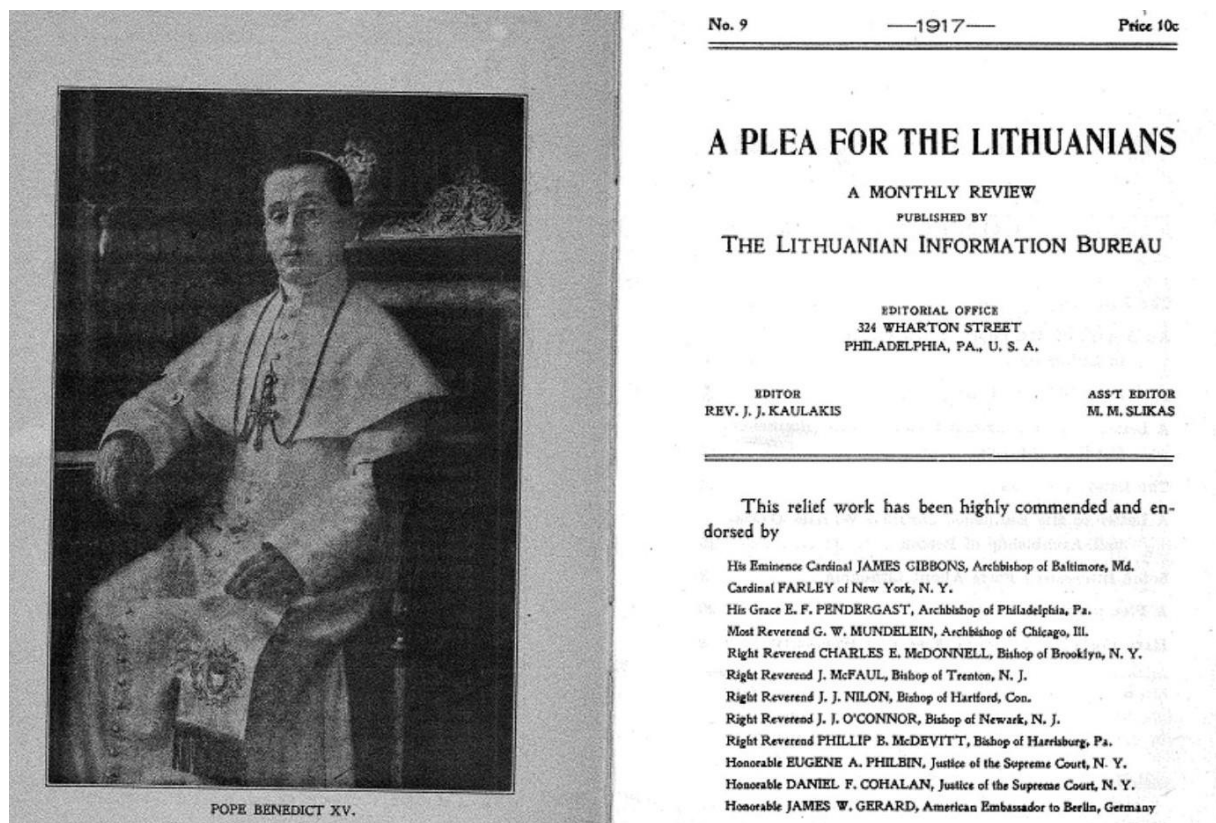 POPE BENEDICT XV.
No. 9 —1917— Price 10c
A PLEA FOR THE LITHUANIANS
A MONTHLY REVIEW
PUBLISHED BY
THE LITHUANIAN INFORMATION BUREAU
EDITORIAL OFFICE
324 WHARTON STREET
PHILADELPHIA, PA., U. S. A.
EDITOR
REV. J. J. KAULAKIS
ASS'T EDITOR
M. M. SLIKAS
This relief work has been highly commended and en-
dorsed by
His Eminence Cardinal JAMES GIBBONS, Archbishop of Baltimore, Md.
Cardinal FARLEY of New York, N. Y.
His Grace E. F. PENDERGAST, Archbishop of Philadelphia, Pa.
Most Reverend G. W. MUNDELEIN, Archbishop of Chicago, Ill.
Right Reverend CHARLES E. McDONNELL, Bishop of Brooklyn, N. Y.
Right Reverend J. McFAUL, Bishop of Trenton, N. J.
Right Reverend J. J. NILON, Bishop of Hartford, Con.
Right Reverend J. J. O'CONNOR, Bishop of Newark, N. J.
Right Reverend PHILLIP B. McDEVITT, Bishop of Harrisburg, Pa.
Honorable EUGENE A. PHILBIN, Justice of the Supreme Court, N. Y.
Honorable DANIEL F. COHALAN, Justice of the Supreme Court, N. Y.
Honorable JAMES W. GERARD, American Embassador to Berlin, Germany